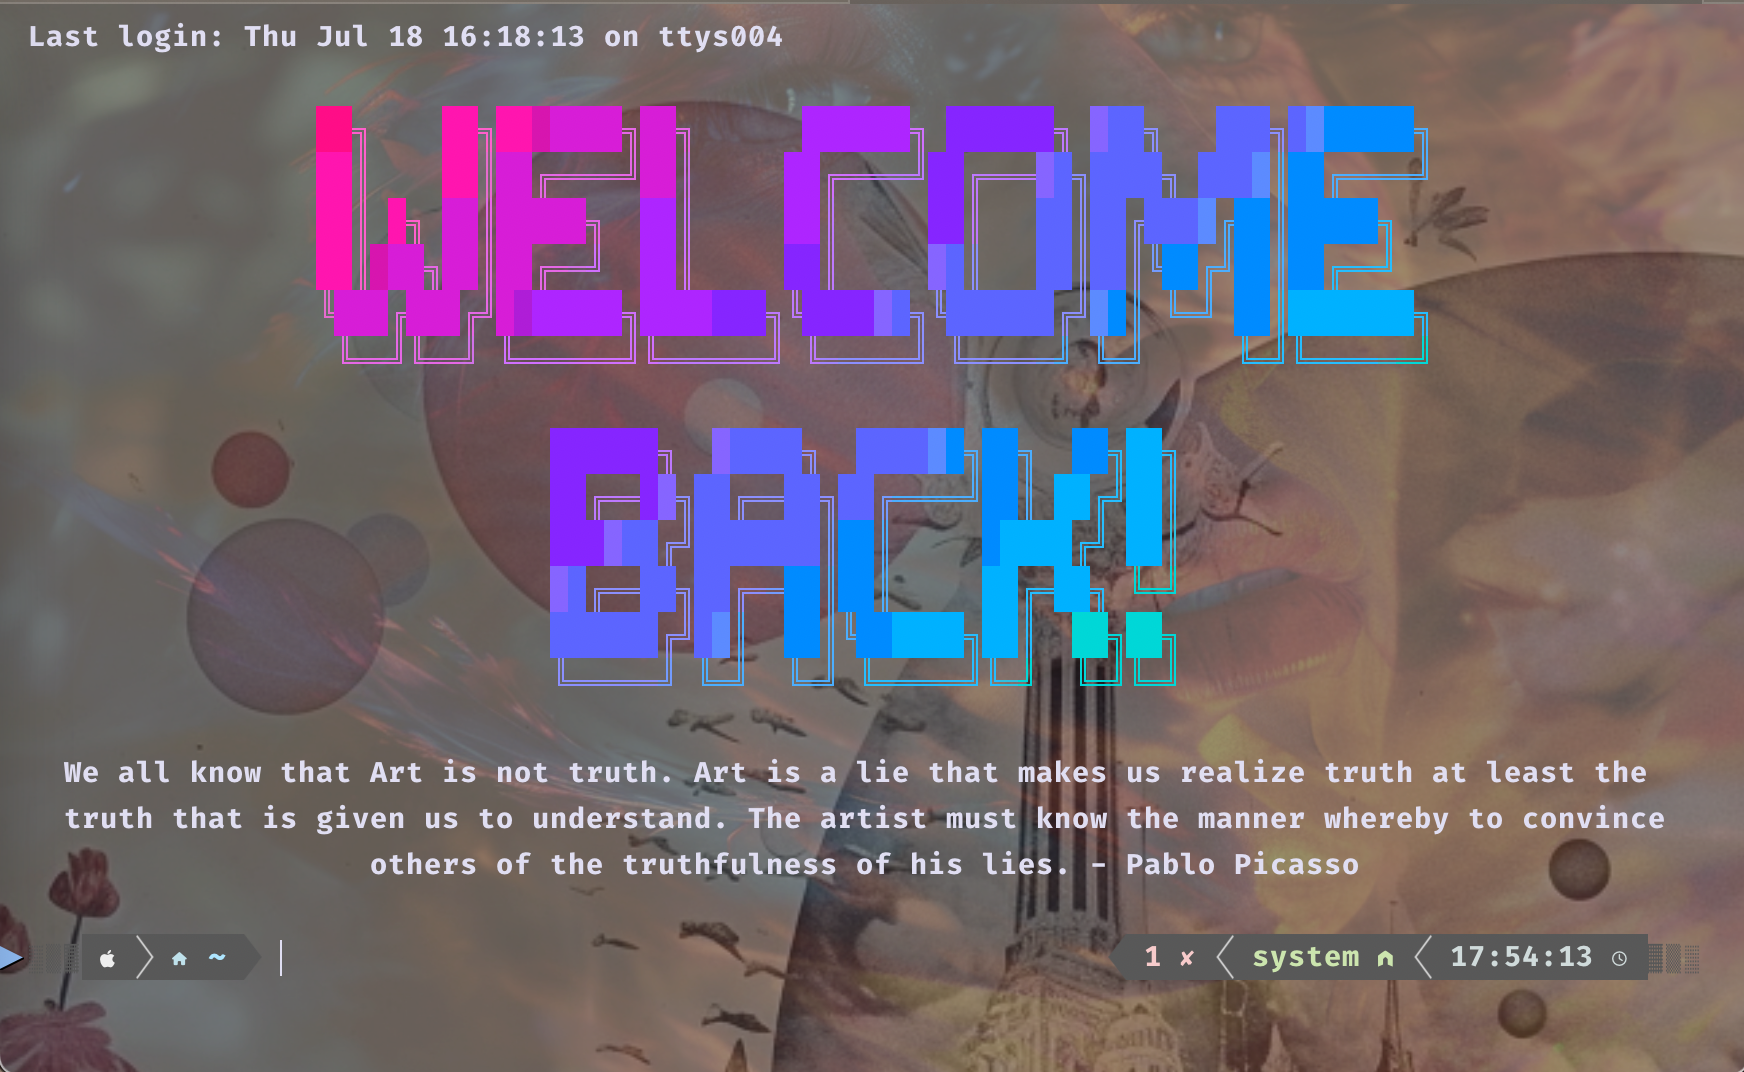 Last login: Thu Jul 18 16:18:13 on ttys004
WELCOME
BACK!
We all know that Art is not truth. Art is a lie that makes us realize truth at least the
truth that is given us to understand. The artist must know the manner whereby to convince
others of the truthfulness of his lies. - Pablo Picasso
~ 1 ✘ system 17:54:13